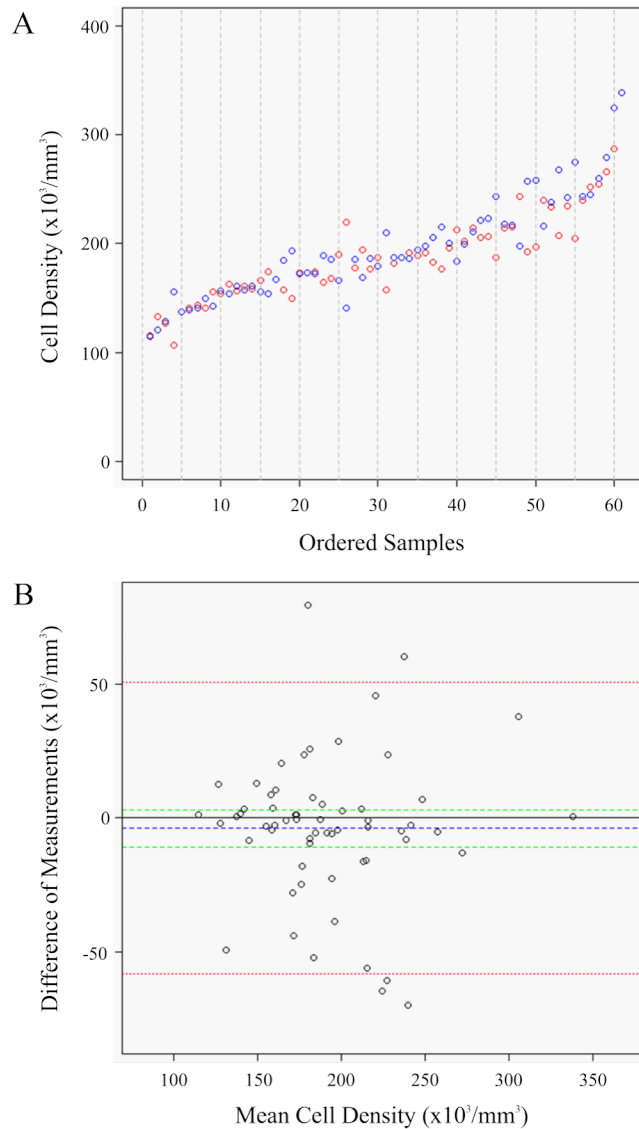 A
Cell Density (x10³/mm³)
400
300
200
100
0
0 10 20 30 40 50 60
Ordered Samples
B
Difference of Measurements (x10³/mm³)
50
0
-50
100 150 200 250 300 350
Mean Cell Density (x10³/mm³)